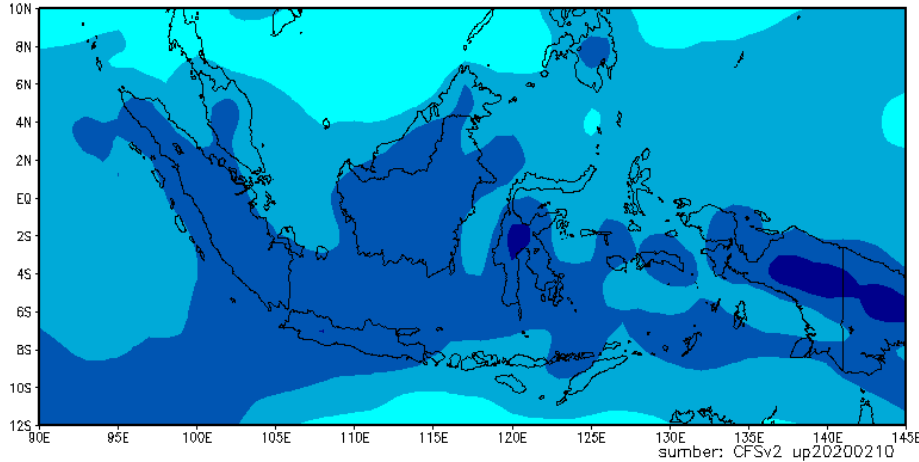 10N
8N
6N
4N
2N
EQ
2S
4S
6S
8S
10S
12S
90E 95E 100E 105E 110E 115E 120E 125E 130E 135E 140E 145E
sumber: CFSv2 up20200210